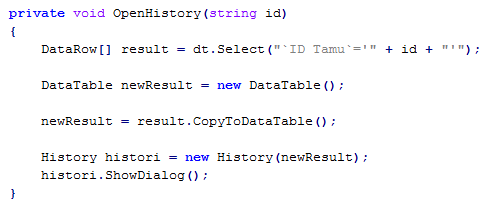 private void OpenHistory(string id)
{
    DataRow[] result = dt.Select("`ID Tamu`='" + id + "'");
    DataTable newResult = new DataTable();
    newResult = result.CopyToDataTable();
    History histori = new History(newResult);
    histori.ShowDialog();
}